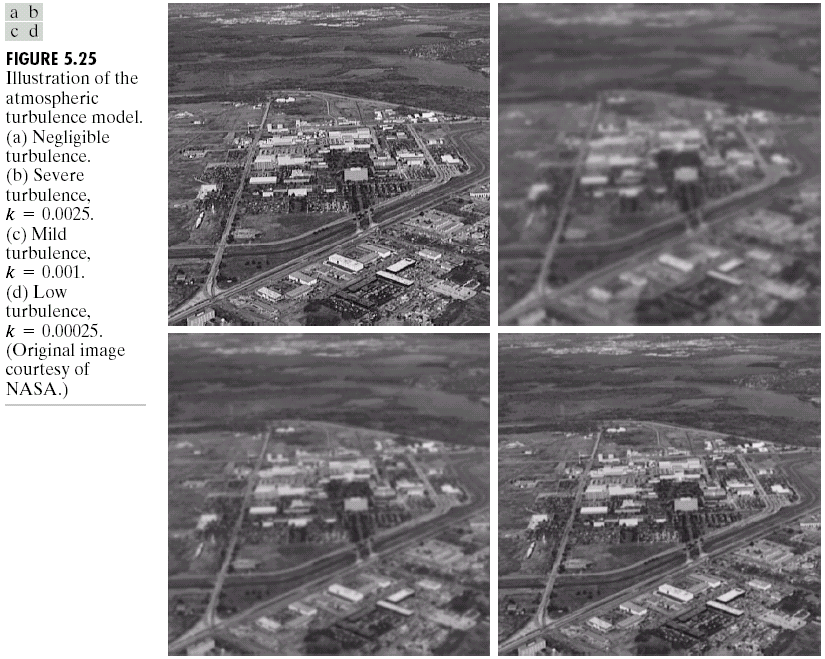 a b
c d
FIGURE 5.25
Illustration of the
atmospheric
turbulence model.
(a) Negligible
turbulence.
(b) Severe
turbulence,
k = 0.0025.
(c) Mild
turbulence,
k = 0.001.
(d) Low
turbulence,
k = 0.00025.
(Original image
courtesy of
NASA.)